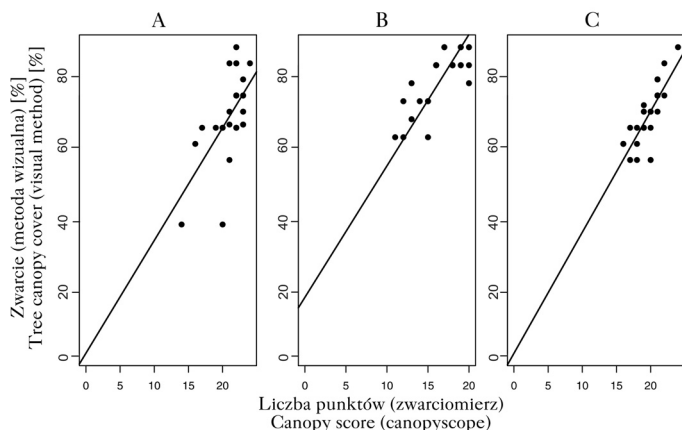 A B C
Zwarcie (metoda wizualna) [%]
Tree canopy cover (visual method) [%]
80 80 80
60 60 60
40 40 40
20 20 20
0 0 0
0 5 10 15 20 0 5 10 15 20 0 5 10 15 20
Liczba punktów (zwarciomierz)
Canopy score (canopyscope)